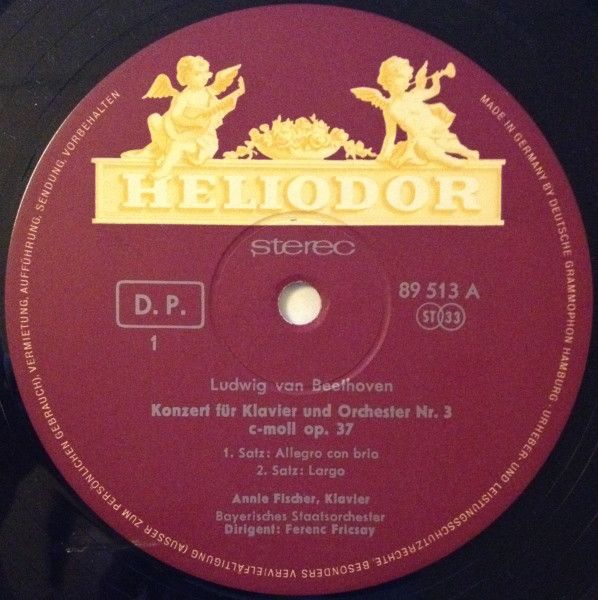 HELIODOR
stereo
D. P.
1
89 513 A
ST 33
Ludwig van Beethoven
Konzert für Klavier und Orchester Nr. 3
c-moll op. 37
1. Satz: Allegro con brio
2. Satz: Largo
Annie Fischer, Klavier
Bayerisches Staatsorchester
Dirigent: Ferenc Fricsay
MADE IN GERMANY BY DEUTSCHE GRAMMOPHON HAMBURG · URHEBER- UND LEISTUNGSSCHUTZRECHTE, BESONDERS VERVIELFÄLTIGUNG (AUSSER ZUM PERSÖNLICHEN GEBRAUCH), VERMIETUNG, AUFFÜHRUNG, SENDUNG, VORBEHALTEN